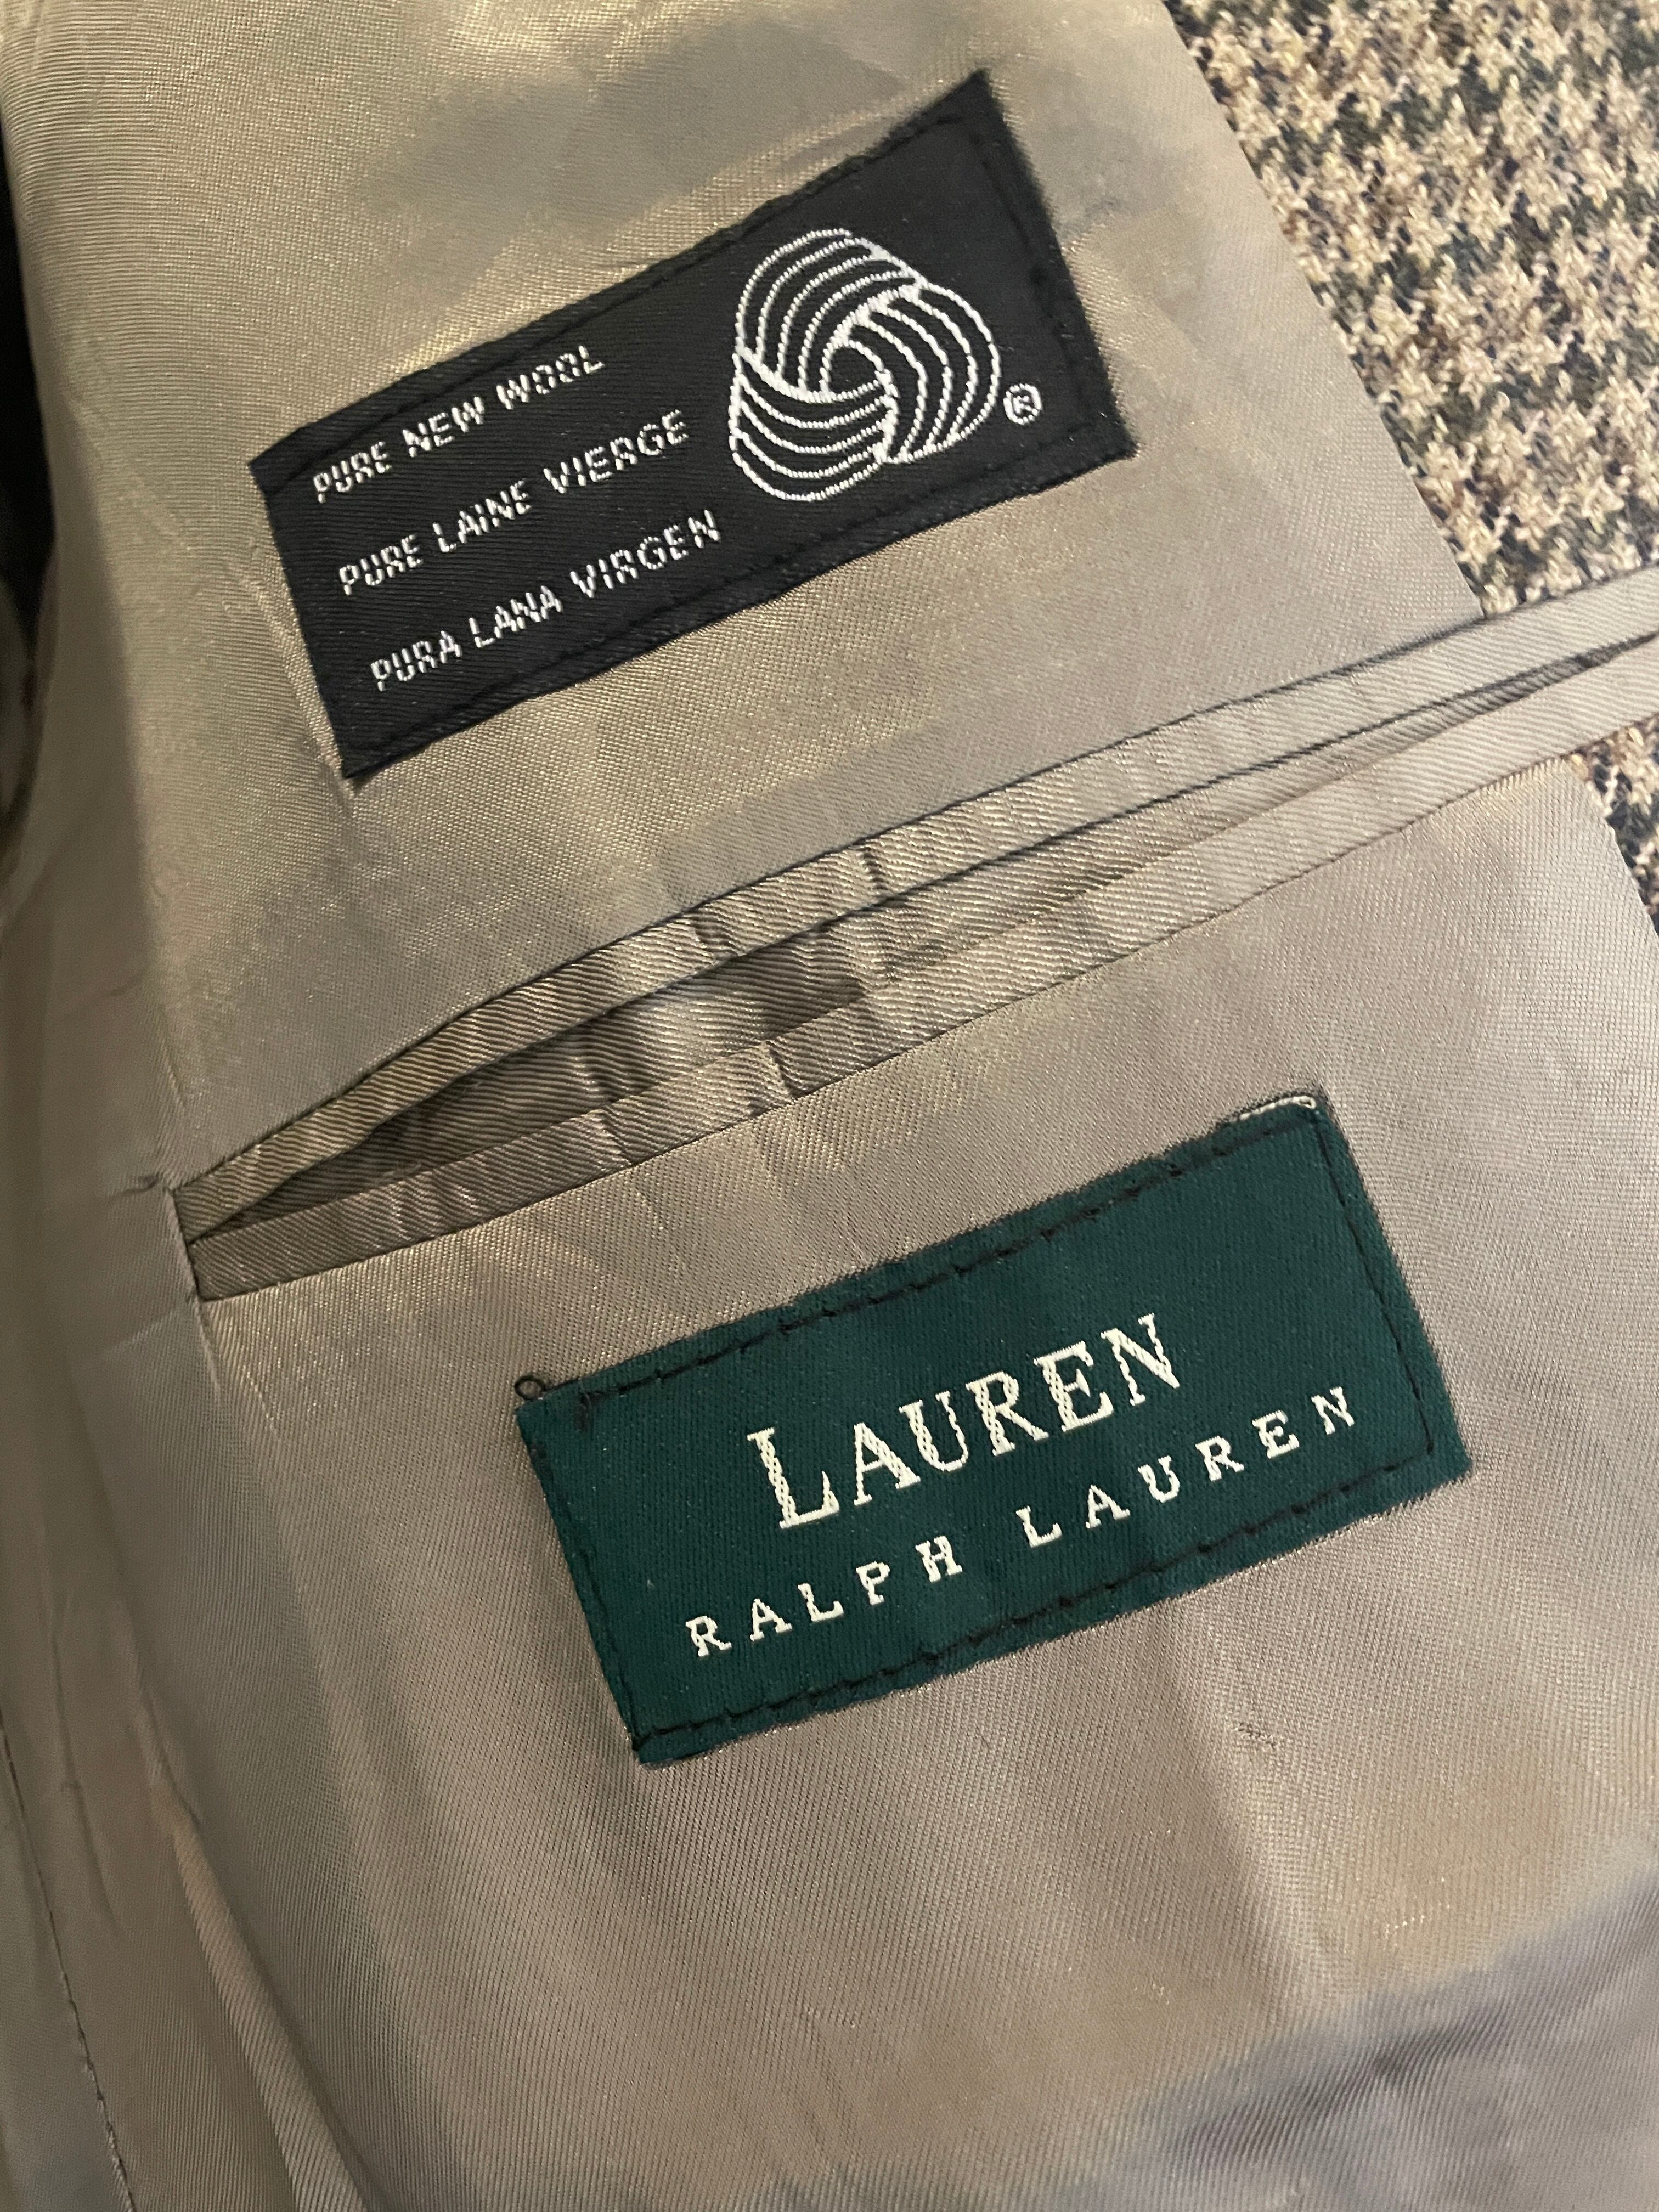 PURE NEW WOOL
PURE LAINE VIERGE
PURA LANA VIRGEN
®
LAUREN
RALPH LAUREN